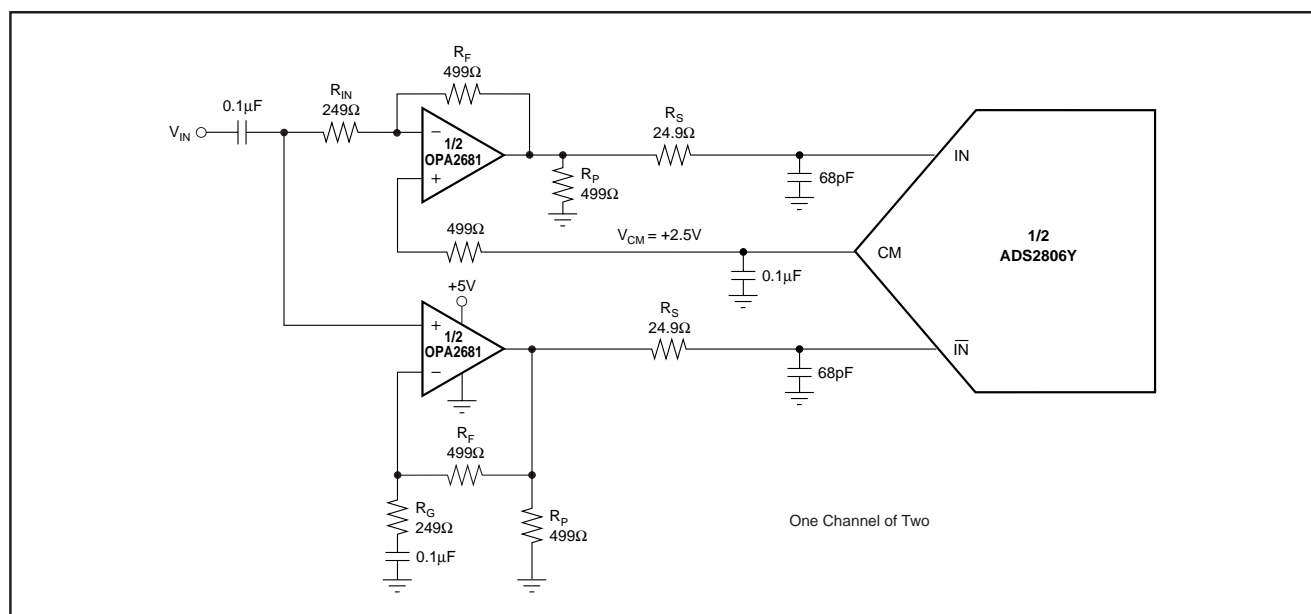 R_F
499Ω
0.1μF
R_IN
249Ω
V_IN
−
1/2
OPA2681
+
R_P
499Ω
R_S
24.9Ω
68pF
IN
499Ω
V_CM = +2.5V
0.1μF
CM
1/2
ADS2806Y
+5V
+
1/2
OPA2681
−
R_S
24.9Ω
68pF
I̅N̅
R_F
499Ω
R_G
249Ω
0.1μF
R_P
499Ω
One Channel of Two